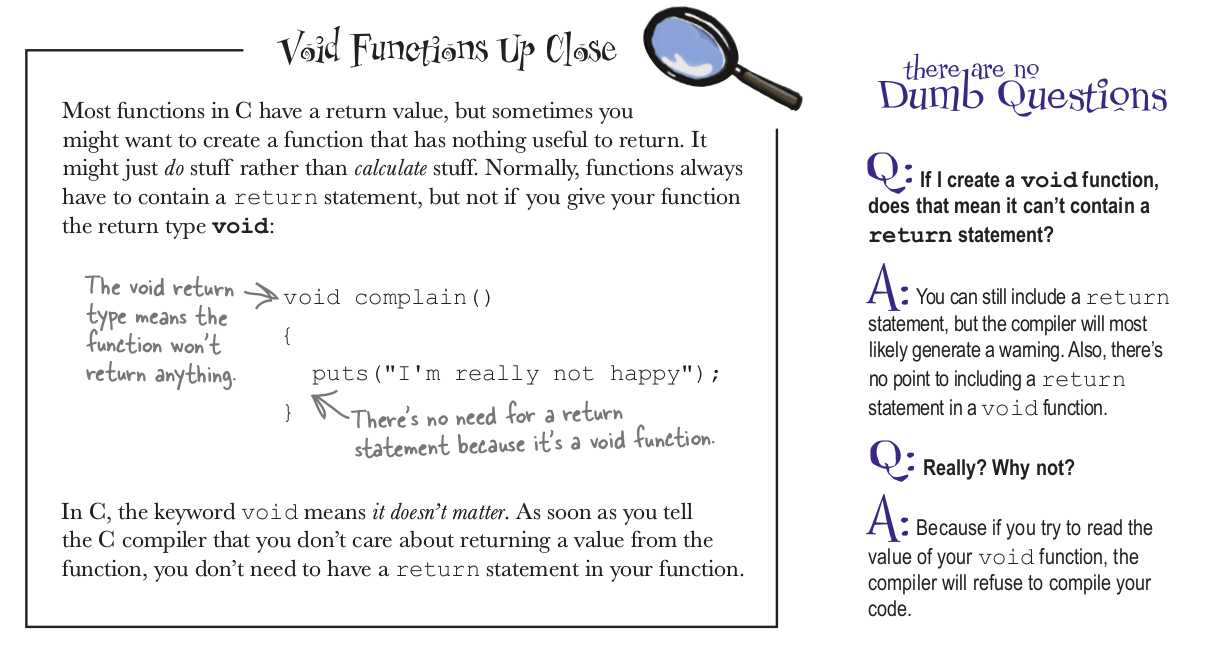 Void Functions Up Close
Most functions in C have a return value, but sometimes you
might want to create a function that has nothing useful to return. It
might just do stuff rather than calculate stuff. Normally, functions always
have to contain a return statement, but not if you give your function
the return type void:
The void return
type means the
function won't
return anything.
void complain()
{
puts("I'm really not happy");
}
There's no need for a return
statement because it's a void function.
In C, the keyword void means it doesn't matter. As soon as you tell
the C compiler that you don't care about returning a value from the
function, you don't need to have a return statement in your function.
there are no
Dumb Questions
Q: If I create a void function,
does that mean it can't contain a
return statement?
A: You can still include a return
statement, but the compiler will most
likely generate a warning. Also, there's
no point to including a return
statement in a void function.
Q: Really? Why not?
A: Because if you try to read the
value of your void function, the
compiler will refuse to compile your
code.